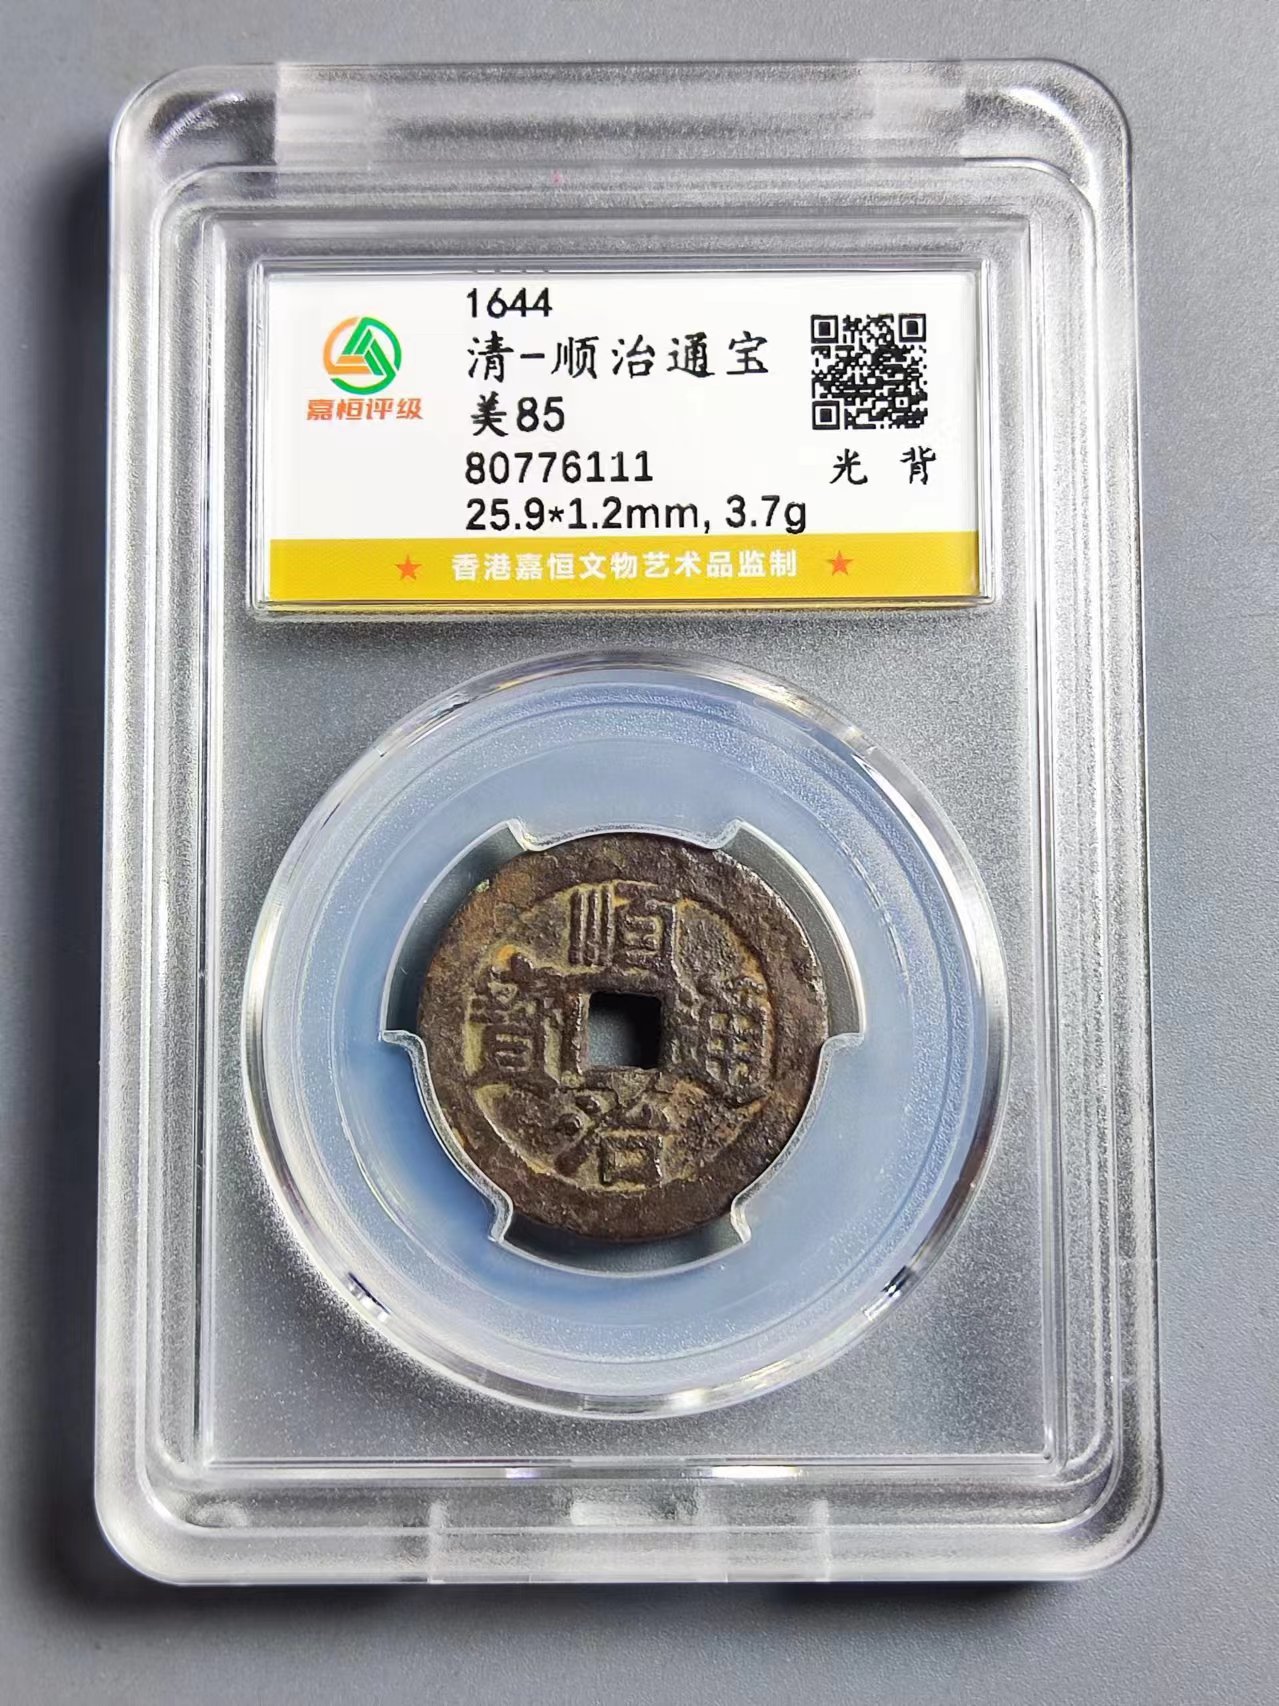 1644
清-顺治通宝
嘉恒评级
美85
80776111
光 背
25.9*1.2mm, 3.7g
★ 香港嘉恒文物艺术品监制 ★
順
寶 通
治